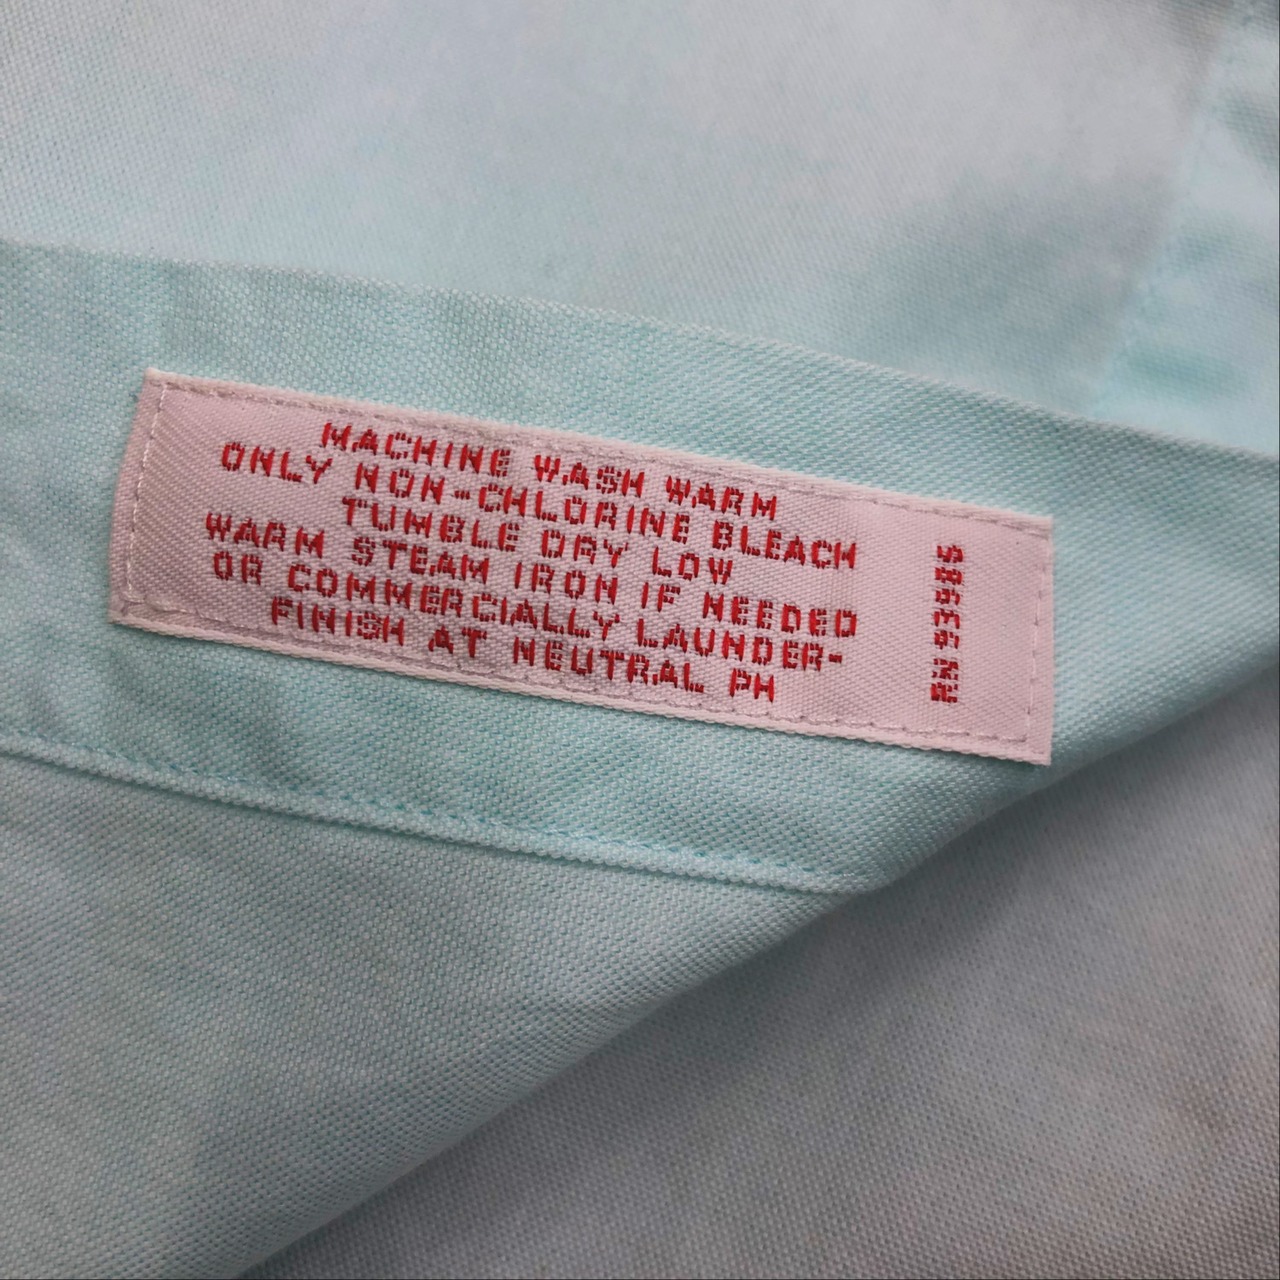 MACHINE WASH WARM
ONLY NON-CHLORINE BLEACH
TUMBLE DRY LOW
WARM STEAM IRON IF NEEDED
OR COMMERCIALLY LAUNDER-
FINISH AT NEUTRAL PH
RN 93985